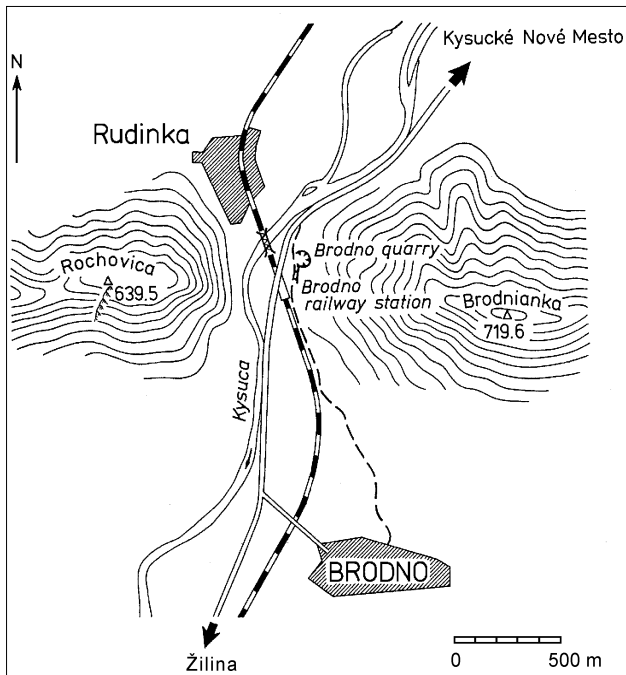 Kysucké Nové Mesto
N
Rudinka
Brodno quarry
Rochovica
639.5
Brodno
railway station
Brodnianka
719.6
Kysuca
BRODNO
Žilina
0 500 m